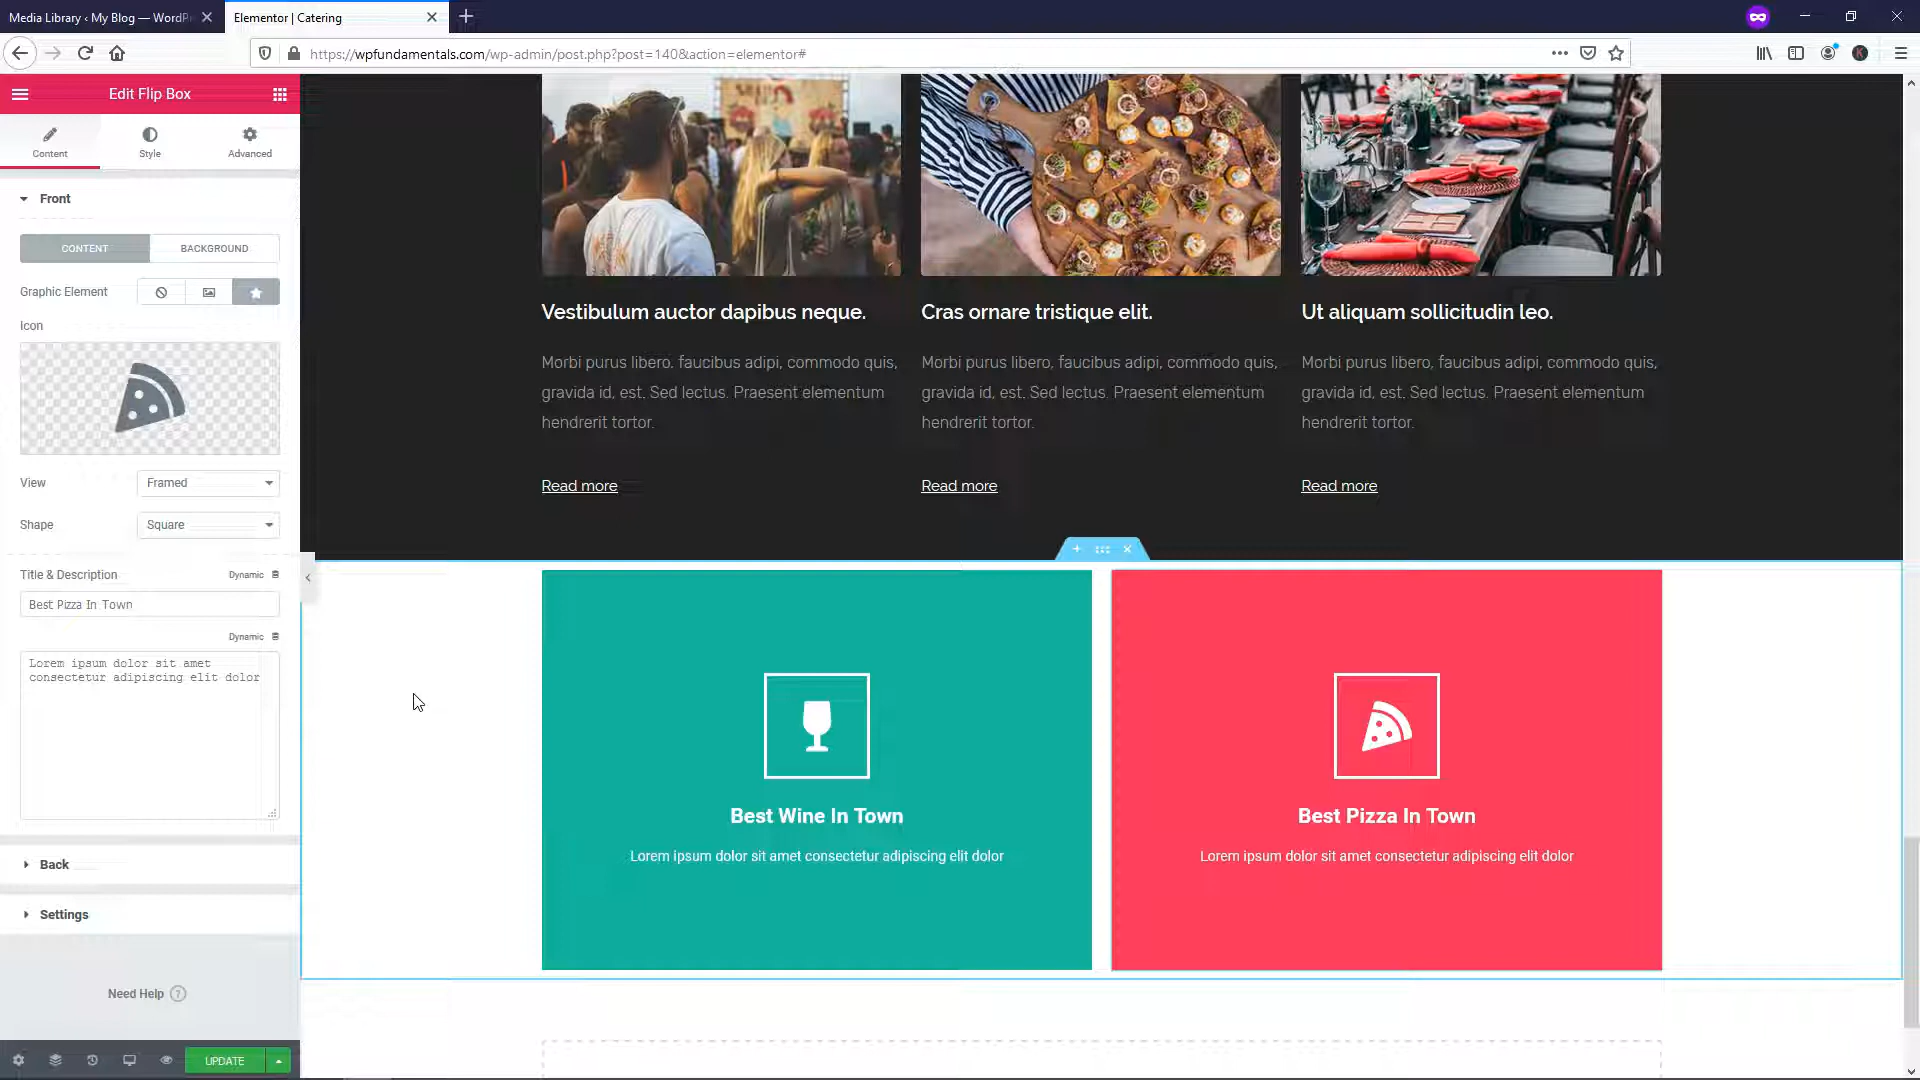 Media Library ‹ My Blog — WordPr
Elementor | Catering
https://wpfundamentals.com/wp-admin/post.php?post=140&action=elementor#
Edit Flip Box
Content
Style
Advanced
Front
CONTENT
BACKGROUND
Graphic Element
Icon
View
Framed
Shape
Square
Title & Description
Dynamic
Best Pizza In Town
Dynamic
Lorem ipsum dolor sit amet
consectetur adipiscing elit dolor
Back
Settings
Need Help ?
UPDATE
Vestibulum auctor dapibus neque.
Morbi purus libero, faucibus adipi, commodo quis,
gravida id, est. Sed lectus. Praesent elementum
hendrerit tortor.
Read more
Cras ornare tristique elit.
Morbi purus libero, faucibus adipi, commodo quis,
gravida id, est. Sed lectus. Praesent elementum
hendrerit tortor.
Read more
Ut aliquam sollicitudin leo.
Morbi purus libero, faucibus adipi, commodo quis,
gravida id, est. Sed lectus. Praesent elementum
hendrerit tortor.
Read more
Best Wine In Town
Lorem ipsum dolor sit amet consectetur adipiscing elit dolor
Best Pizza In Town
Lorem ipsum dolor sit amet consectetur adipiscing elit dolor